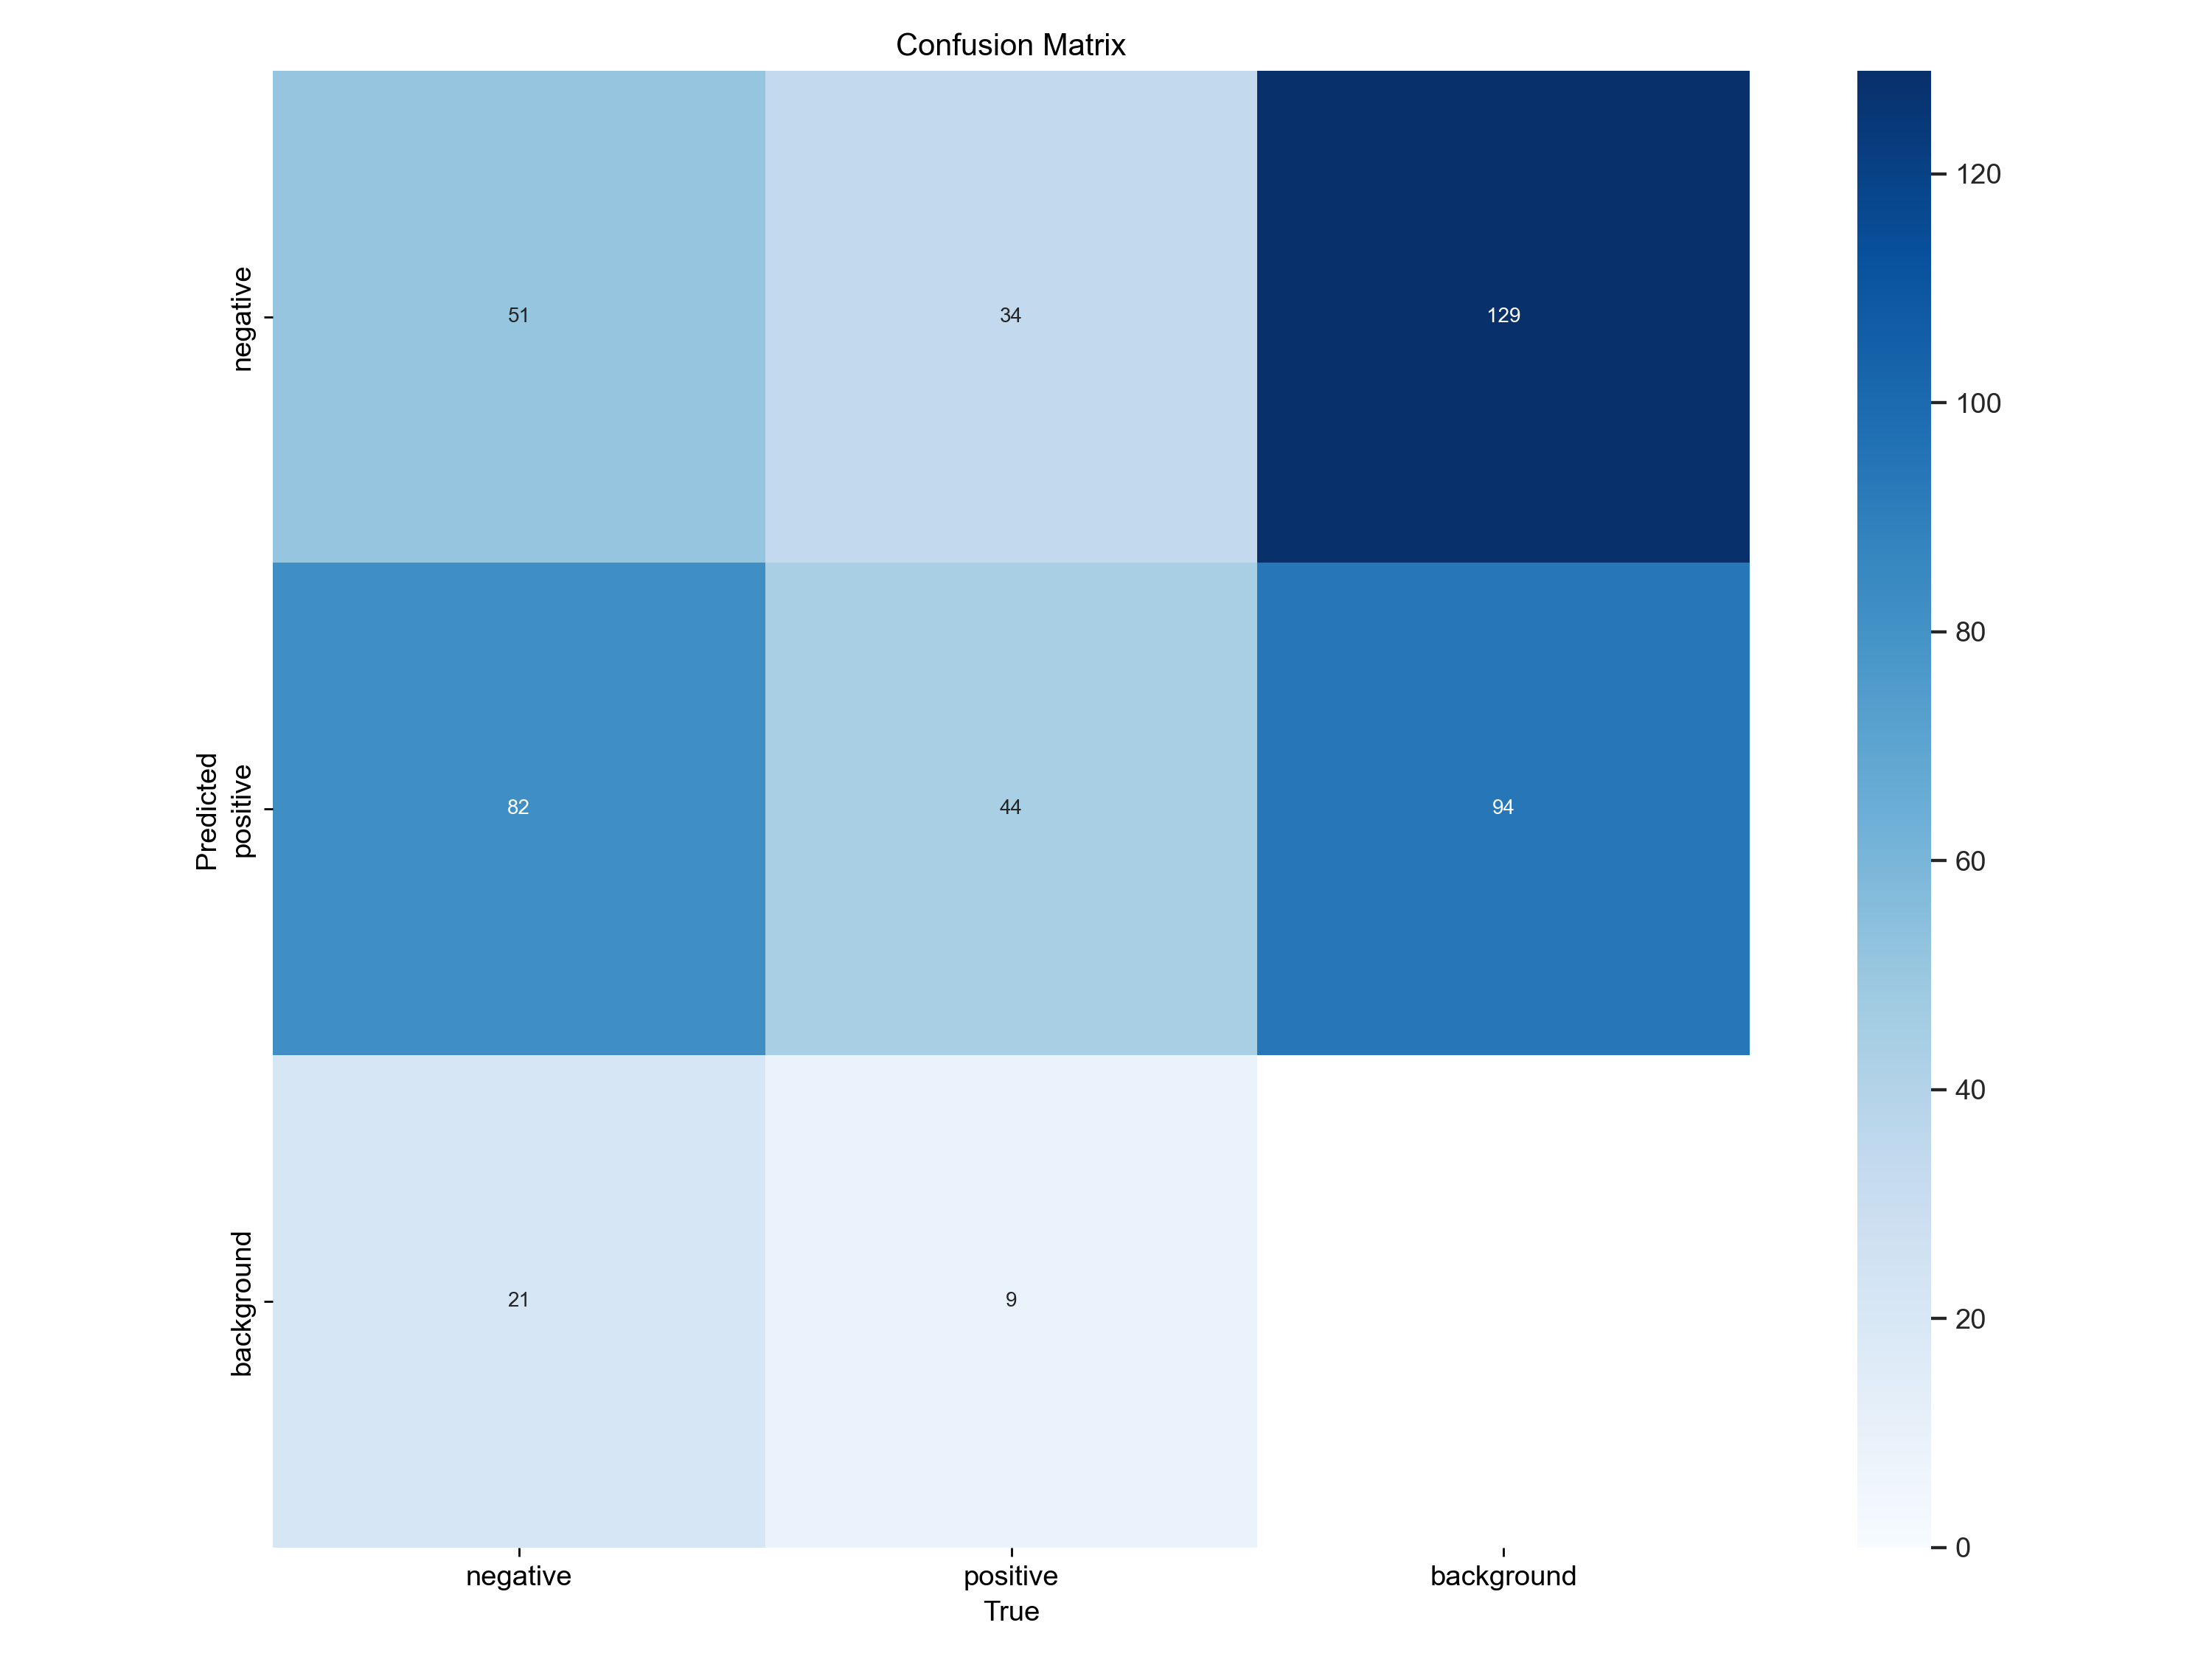 Confusion Matrix
negative
51
34
129
120
100
80
60
40
20
0
Predicted
positive
82
44
94
background
21
9
negative
positive
background
True